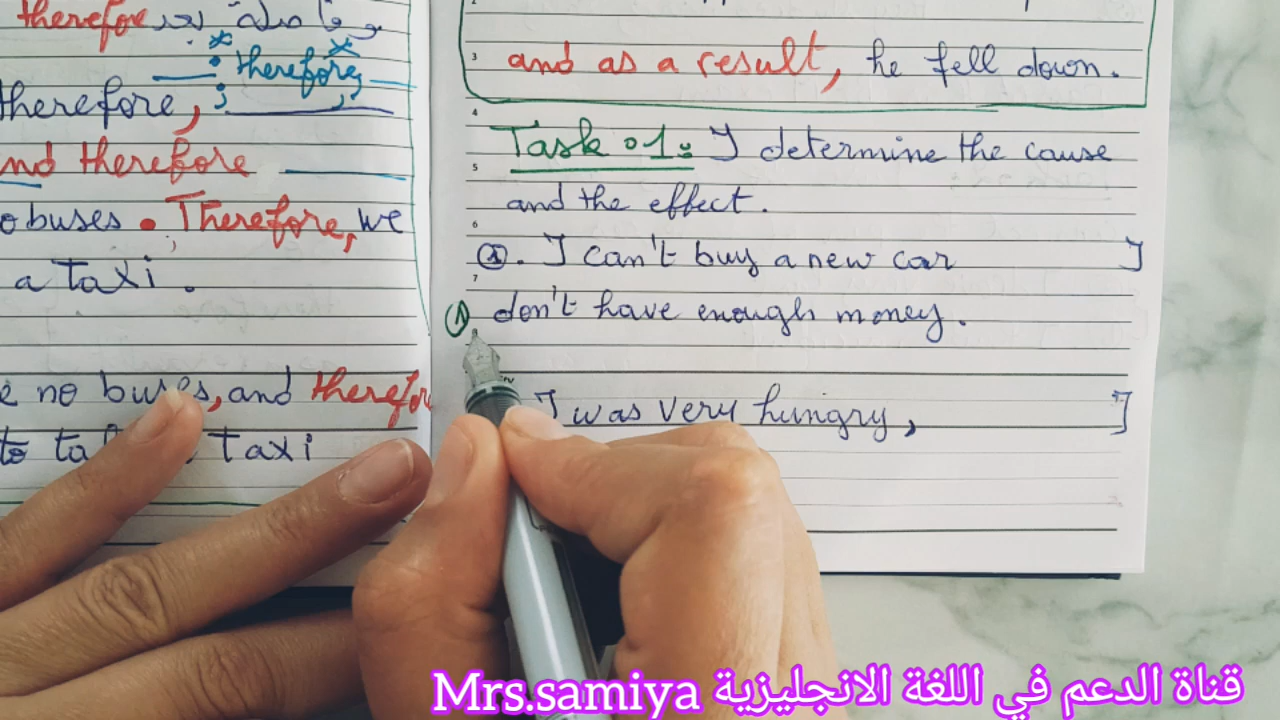 therefore
therefore,
therefore, ;
nd therefore
o buses . Therefore, we
a taxi .
e no buses, and therefor
to ta a taxi
and as a result, he fell down.
Task 01: I determine the cause
and the effect.
I can't buy a new car I
① don't have enough money.
I was very hungry, I
Mrs.samiya قناة الدعم في اللغة الانجليزية